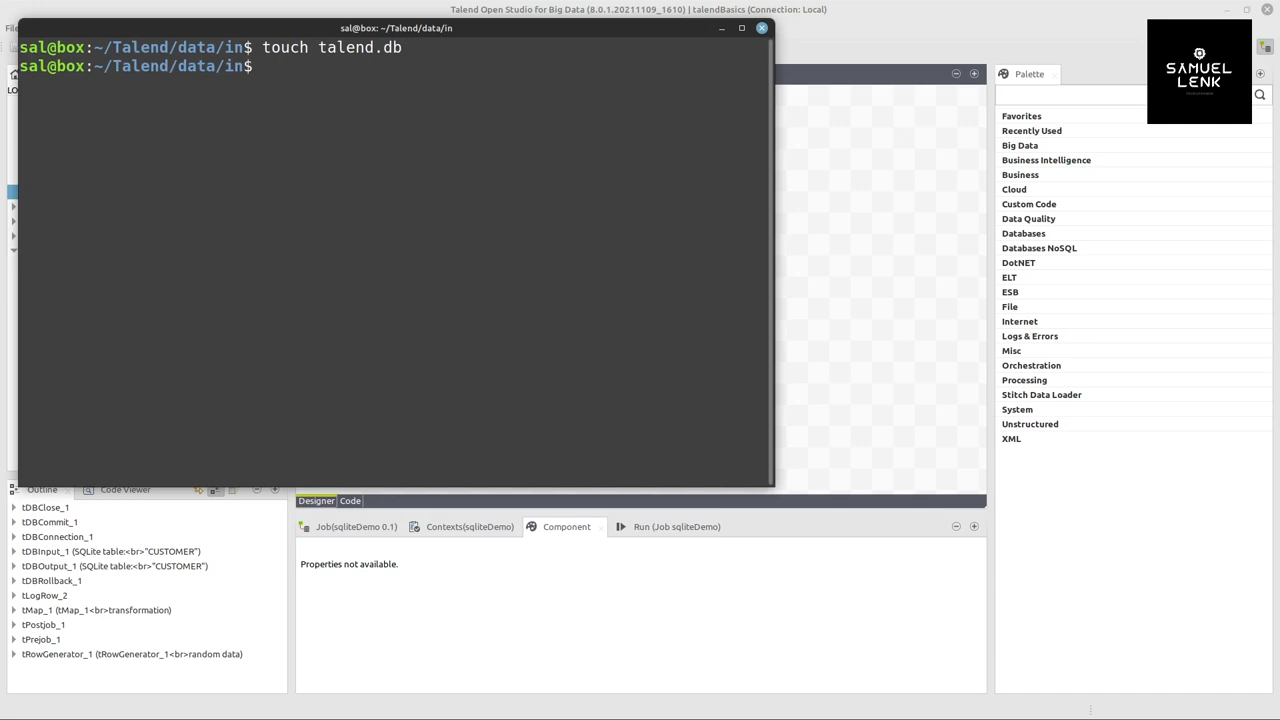 Talend Open Studio for Big Data (8.0.1.20211109_1610) | talendBasics (Connection: Local)
sal@box:~/Talend/data/in
sal@box:~/Talend/data/in$ touch talend.db
sal@box:~/Talend/data/in$
Palette
SAMUEL
LENK
Favorites
Recently Used
Big Data
Business Intelligence
Business
Cloud
Custom Code
Data Quality
Databases
Databases NoSQL
DotNET
ELT
ESB
File
Internet
Logs & Errors
Misc
Orchestration
Processing
Stitch Data Loader
System
Unstructured
XML
Outline
Code Viewer
tDBClose_1
tDBCommit_1
tDBConnection_1
tDBInput_1 (SQLite table:<br>"CUSTOMER")
tDBOutput_1 (SQLite table:<br>"CUSTOMER")
tDBRollback_1
tLogRow_2
tMap_1 (tMap_1<br>transformation)
tPostjob_1
tPrejob_1
tRowGenerator_1 (tRowGenerator_1<br>random data)
Designer Code
Job(sqliteDemo 0.1) Contexts(sqliteDemo) Component Run (Job sqliteDemo)
Properties not available.